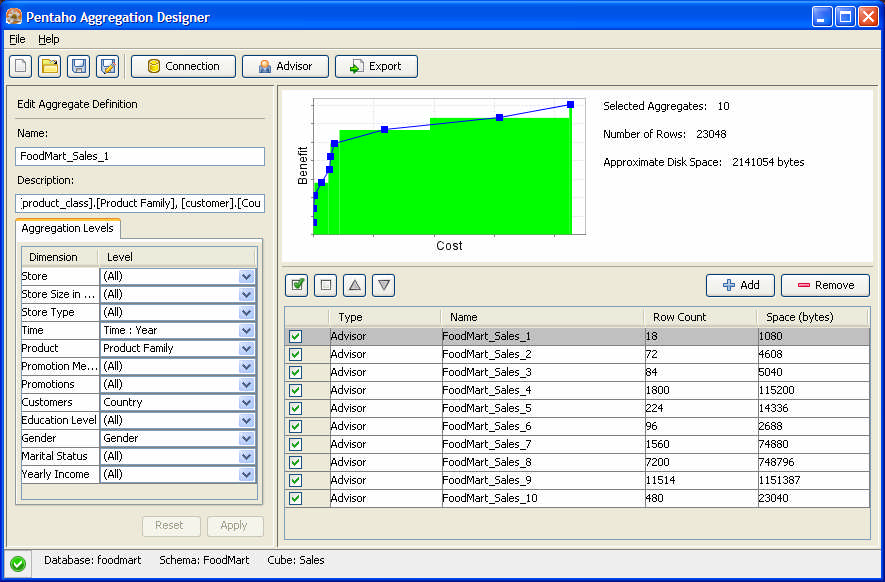 Pentaho Aggregation Designer
File Help
Connection Advisor Export
Edit Aggregate Definition
Name:
FoodMart_Sales_1
Description:
[product_class].[Product Family], [customer].[Cou
Aggregation Levels
Dimension Level
Store (All)
Store Size in ... (All)
Store Type (All)
Time Time : Year
Product Product Family
Promotion Me... (All)
Promotions (All)
Customers Country
Education Level (All)
Gender Gender
Marital Status (All)
Yearly Income (All)
Reset Apply
Benefit
Cost
Selected Aggregates: 10
Number of Rows: 23048
Approximate Disk Space: 2141054 bytes
Add Remove
Type Name Row Count Space (bytes)
Advisor FoodMart_Sales_1 18 1080
Advisor FoodMart_Sales_2 72 4608
Advisor FoodMart_Sales_3 84 5040
Advisor FoodMart_Sales_4 1800 115200
Advisor FoodMart_Sales_5 224 14336
Advisor FoodMart_Sales_6 96 2688
Advisor FoodMart_Sales_7 1560 74880
Advisor FoodMart_Sales_8 7200 748796
Advisor FoodMart_Sales_9 11514 1151387
Advisor FoodMart_Sales_10 480 23040
Database: foodmart Schema: FoodMart Cube: Sales